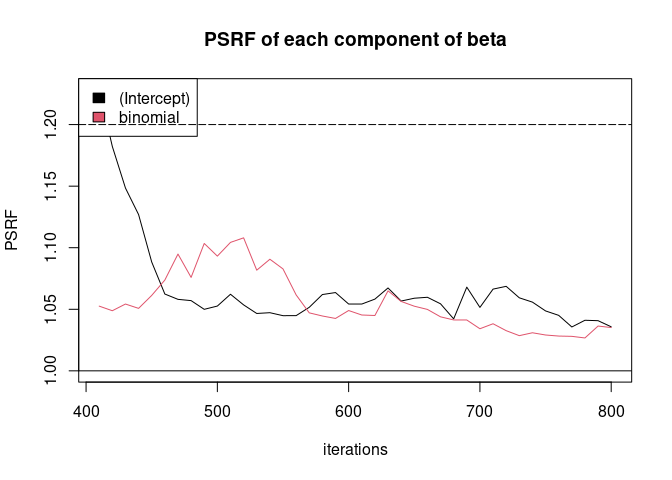 PSRF of each component of beta
(Intercept)
binomial
PSRF
1.20
1.15
1.10
1.05
1.00
400 500 600 700 800
iterations